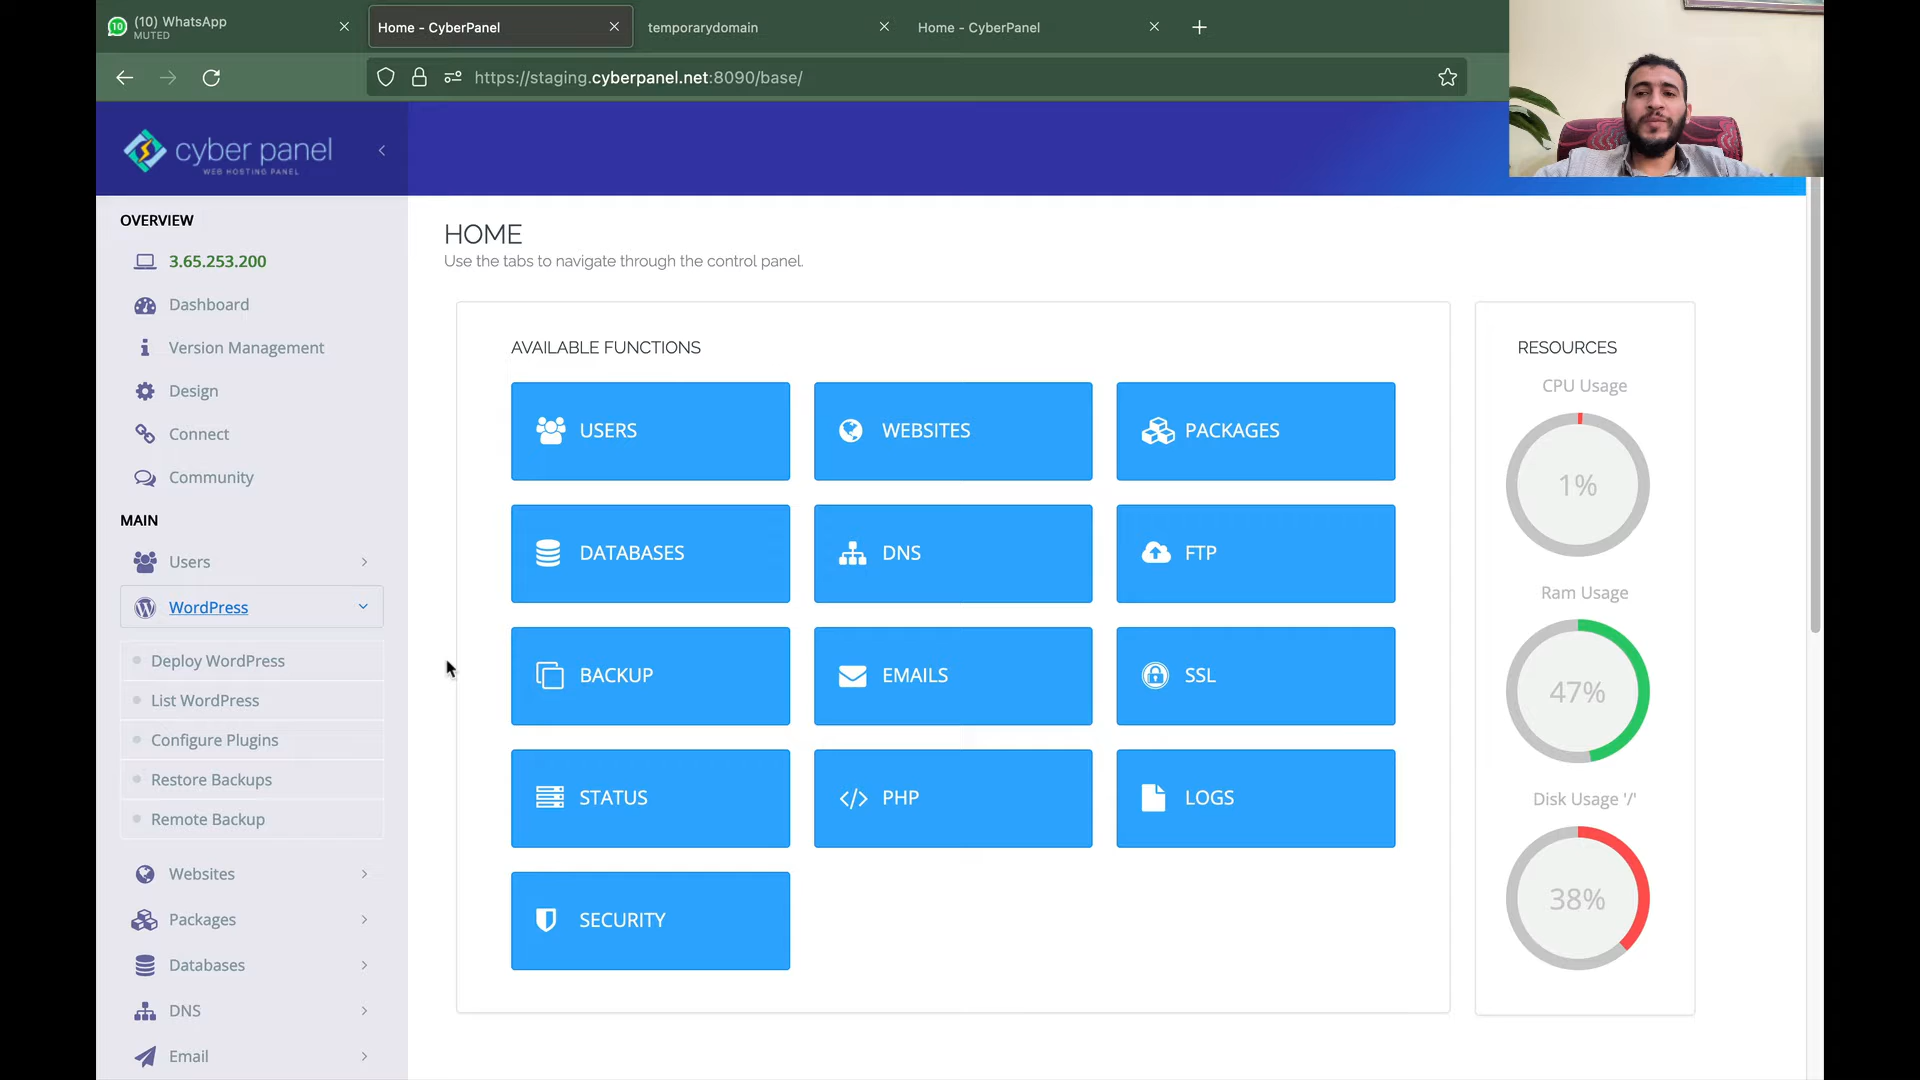 (10) WhatsApp
MUTED
10
Home - CyberPanel
temporarydomain
Home - CyberPanel
https://staging.cyberpanel.net:8090/base/
cyber panel
WEB HOSTING PANEL
OVERVIEW
3.65.253.200
Dashboard
Version Management
Design
Connect
Community
MAIN
Users
WordPress
Deploy WordPress
List WordPress
Configure Plugins
Restore Backups
Remote Backup
Websites
Packages
Databases
DNS
Email
HOME
Use the tabs to navigate through the control panel.
AVAILABLE FUNCTIONS
USERS
WEBSITES
PACKAGES
DATABASES
DNS
FTP
BACKUP
EMAILS
SSL
STATUS
PHP
LOGS
SECURITY
RESOURCES
CPU Usage
1%
Ram Usage
47%
Disk Usage '/'
38%